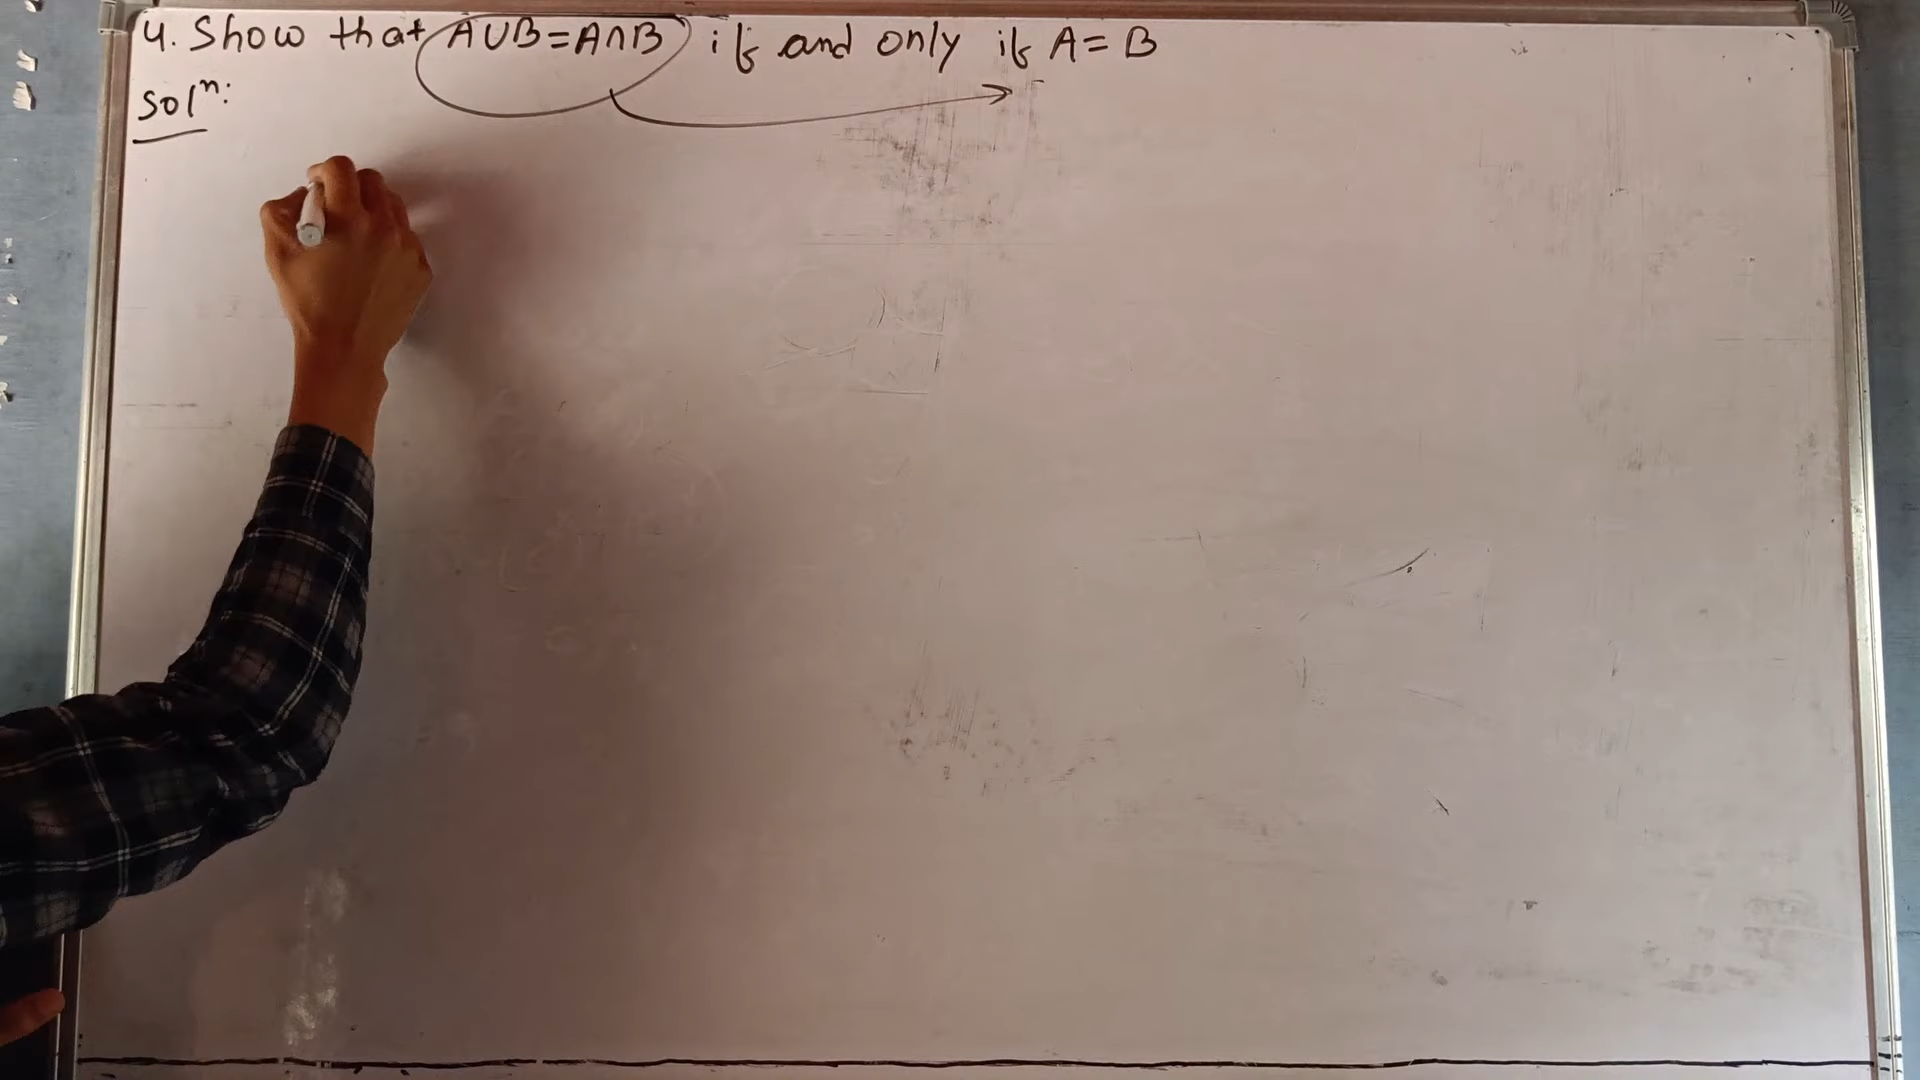 4. Show that A∪B=A∩B if and only if A=B
Solⁿ: